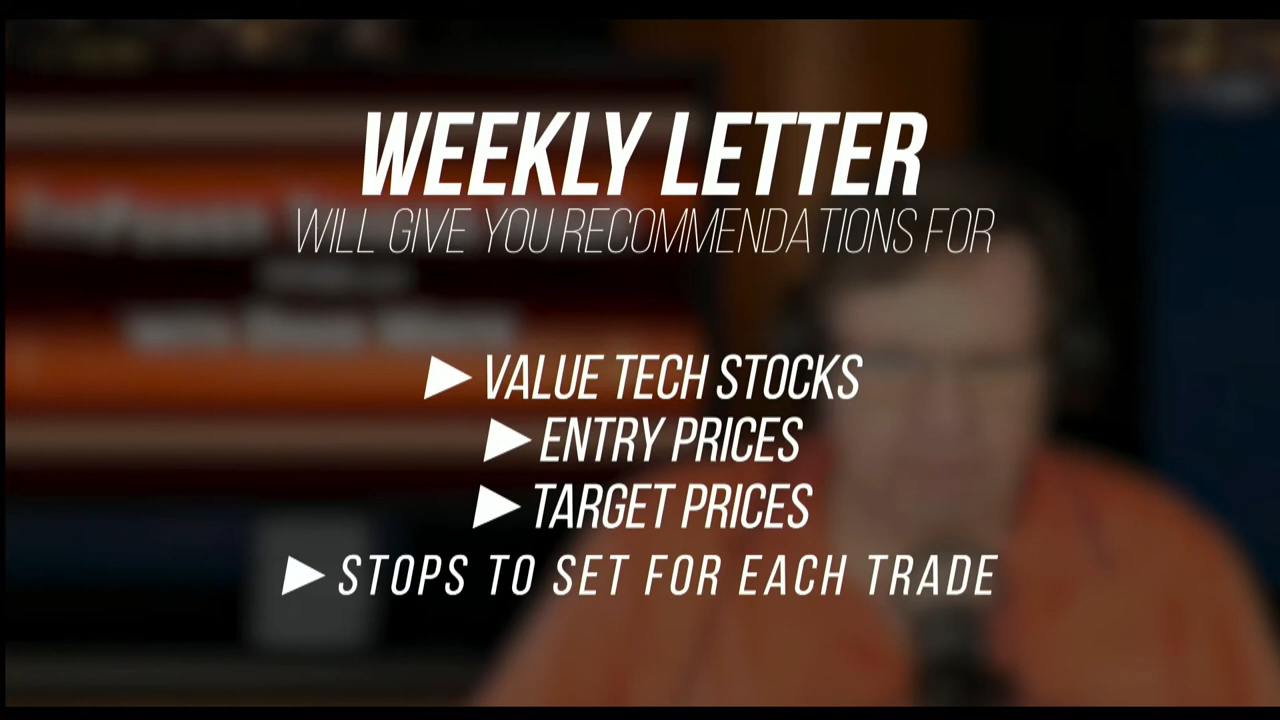 WEEKLY LETTER
WILL GIVE YOU RECOMMENDATIONS FOR
▶ VALUE TECH STOCKS
▶ ENTRY PRICES
▶ TARGET PRICES
▶ STOPS TO SET FOR EACH TRADE